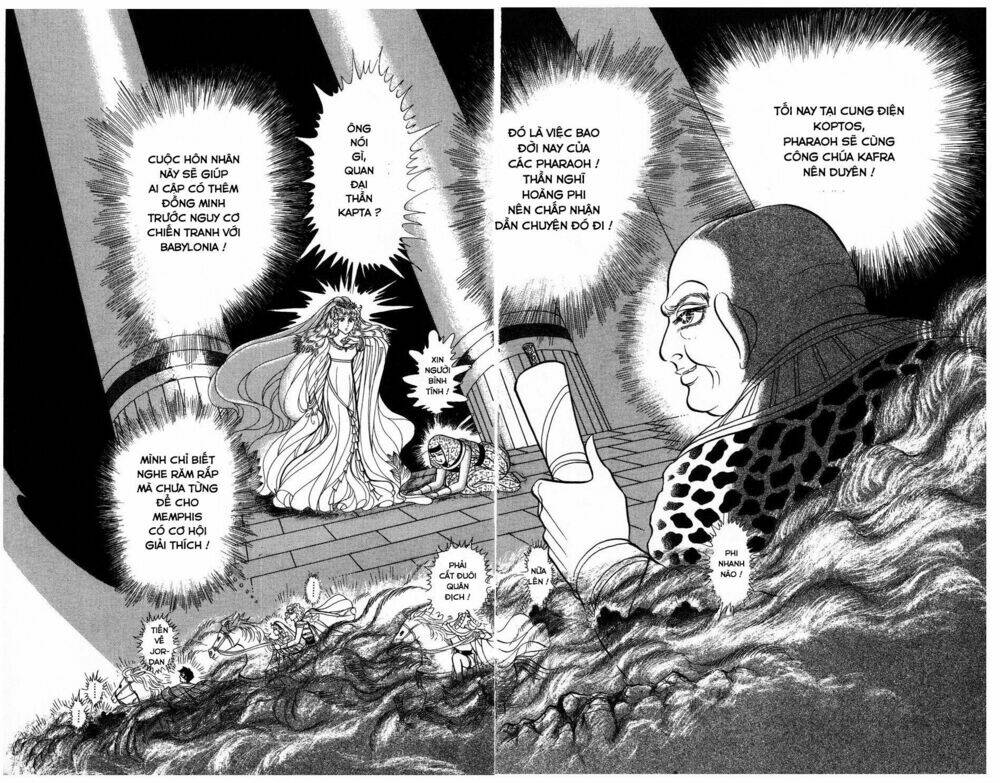 TỐI NAY TẠI CUNG ĐIỆN
KOPTOS,
PHARAOH SẼ CÙNG
CÔNG CHÚA KAFRA
NÊN DUYÊN !
ĐÓ LÀ VIỆC BAO
ĐỜI NAY CỦA
CÁC PHARAOH !
THẦN NGHĨ
HOÀNG PHI
NÊN CHẤP NHẬN
DẦN CHUYỆN ĐÓ ĐI !
ÔNG
NÓI
GÌ,
QUAN
ĐẠI
THẦN
KAPTA ?
CUỘC HÔN NHÂN
NÀY SẼ GIÚP
AI CẬP CÓ THÊM
ĐỒNG MINH
TRƯỚC NGUY CƠ
CHIẾN TRANH VỚI
BABYLONIA !
XIN
NGƯỜI
BÌNH
TĨNH !
MÌNH CHỈ BIẾT
NGHE RĂM RẮP
MÀ CHƯA TỪNG
ĐỂ CHO
MEMPHIS
CÓ CƠ HỘI
GIẢI THÍCH !
PHI
NHANH
NÀO !
NỮA
LÊN !
PHẢI
CẮT ĐUÔI
QUÂN
ĐỊCH !
......
TIẾN
VỀ
JOR-
DAN !
......
......